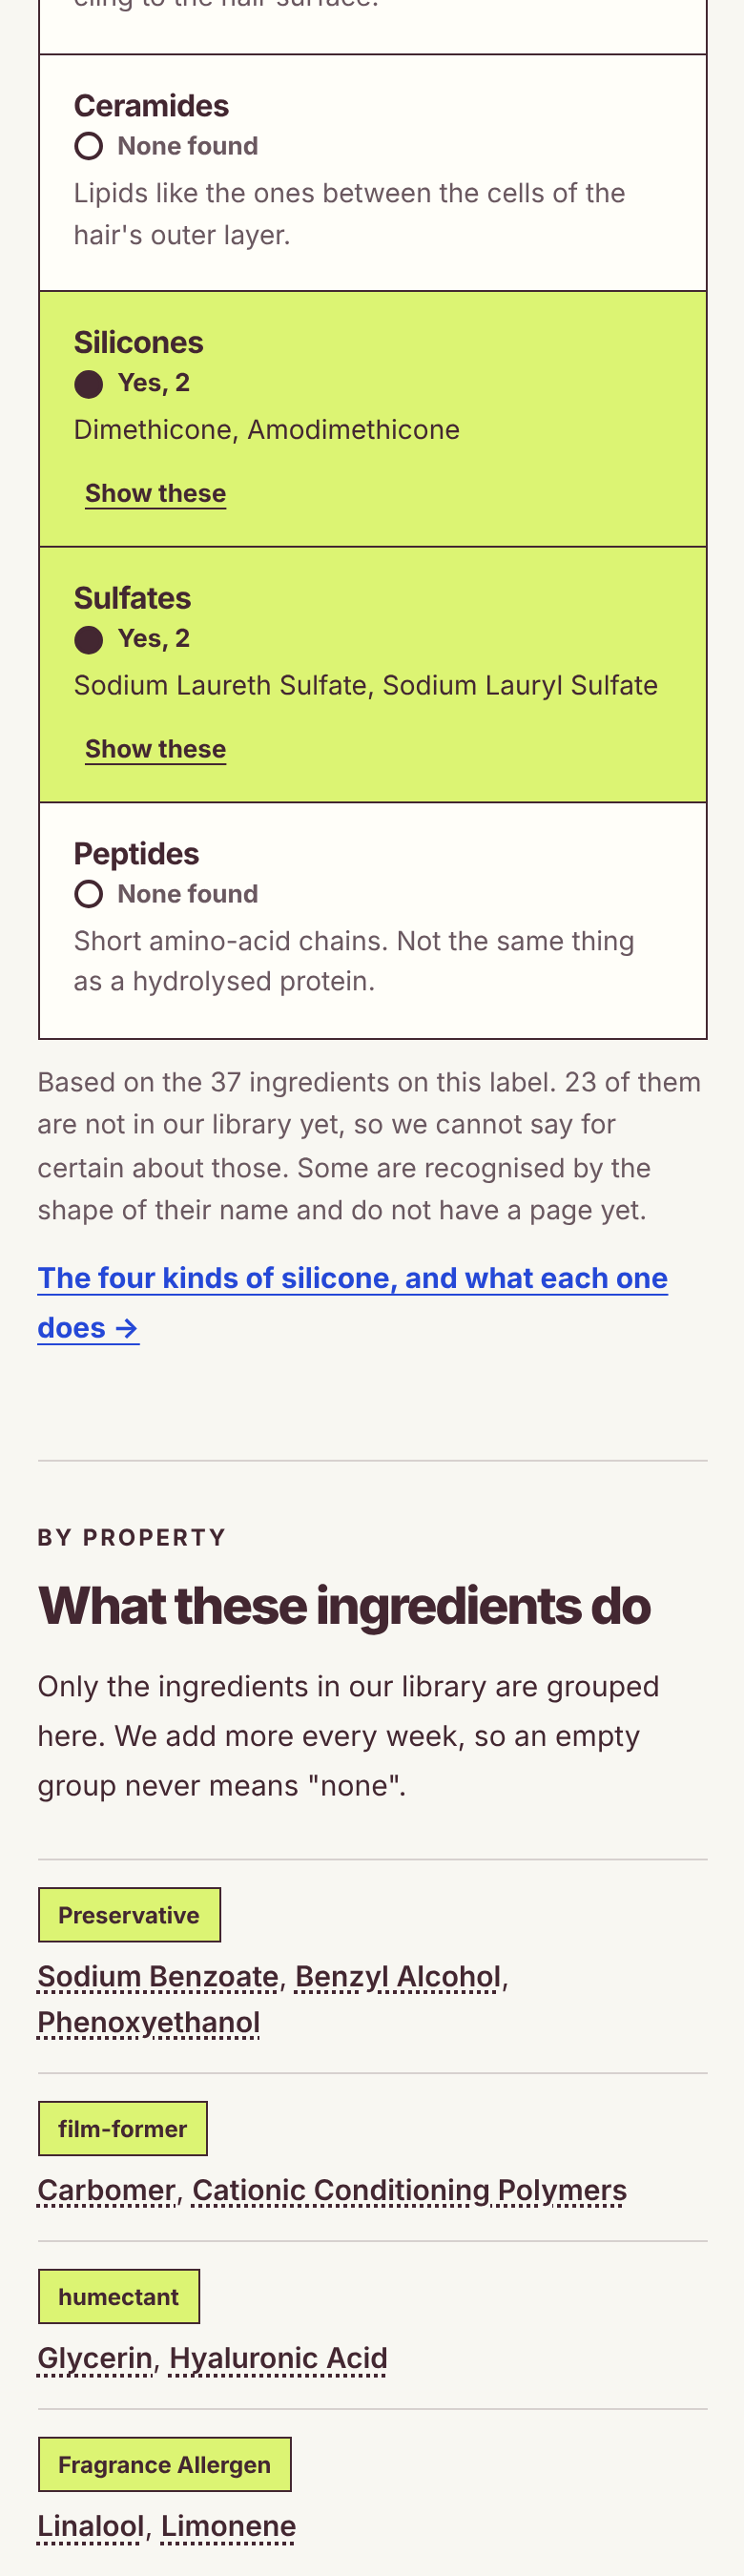 cling to the hair surface.
Ceramides
None found
Lipids like the ones between the cells of the
hair's outer layer.
Silicones
Yes, 2
Dimethicone, Amodimethicone
Show these
Sulfates
Yes, 2
Sodium Laureth Sulfate, Sodium Lauryl Sulfate
Show these
Peptides
None found
Short amino-acid chains. Not the same thing
as a hydrolysed protein.
Based on the 37 ingredients on this label. 23 of them
are not in our library yet, so we cannot say for
certain about those. Some are recognised by the
shape of their name and do not have a page yet.
The four kinds of silicone, and what each one
does →
BY PROPERTY
What these ingredients do
Only the ingredients in our library are grouped
here. We add more every week, so an empty
group never means "none".
Preservative
Sodium Benzoate, Benzyl Alcohol,
Phenoxyethanol
film-former
Carbomer, Cationic Conditioning Polymers
humectant
Glycerin, Hyaluronic Acid
Fragrance Allergen
Linalool, Limonene